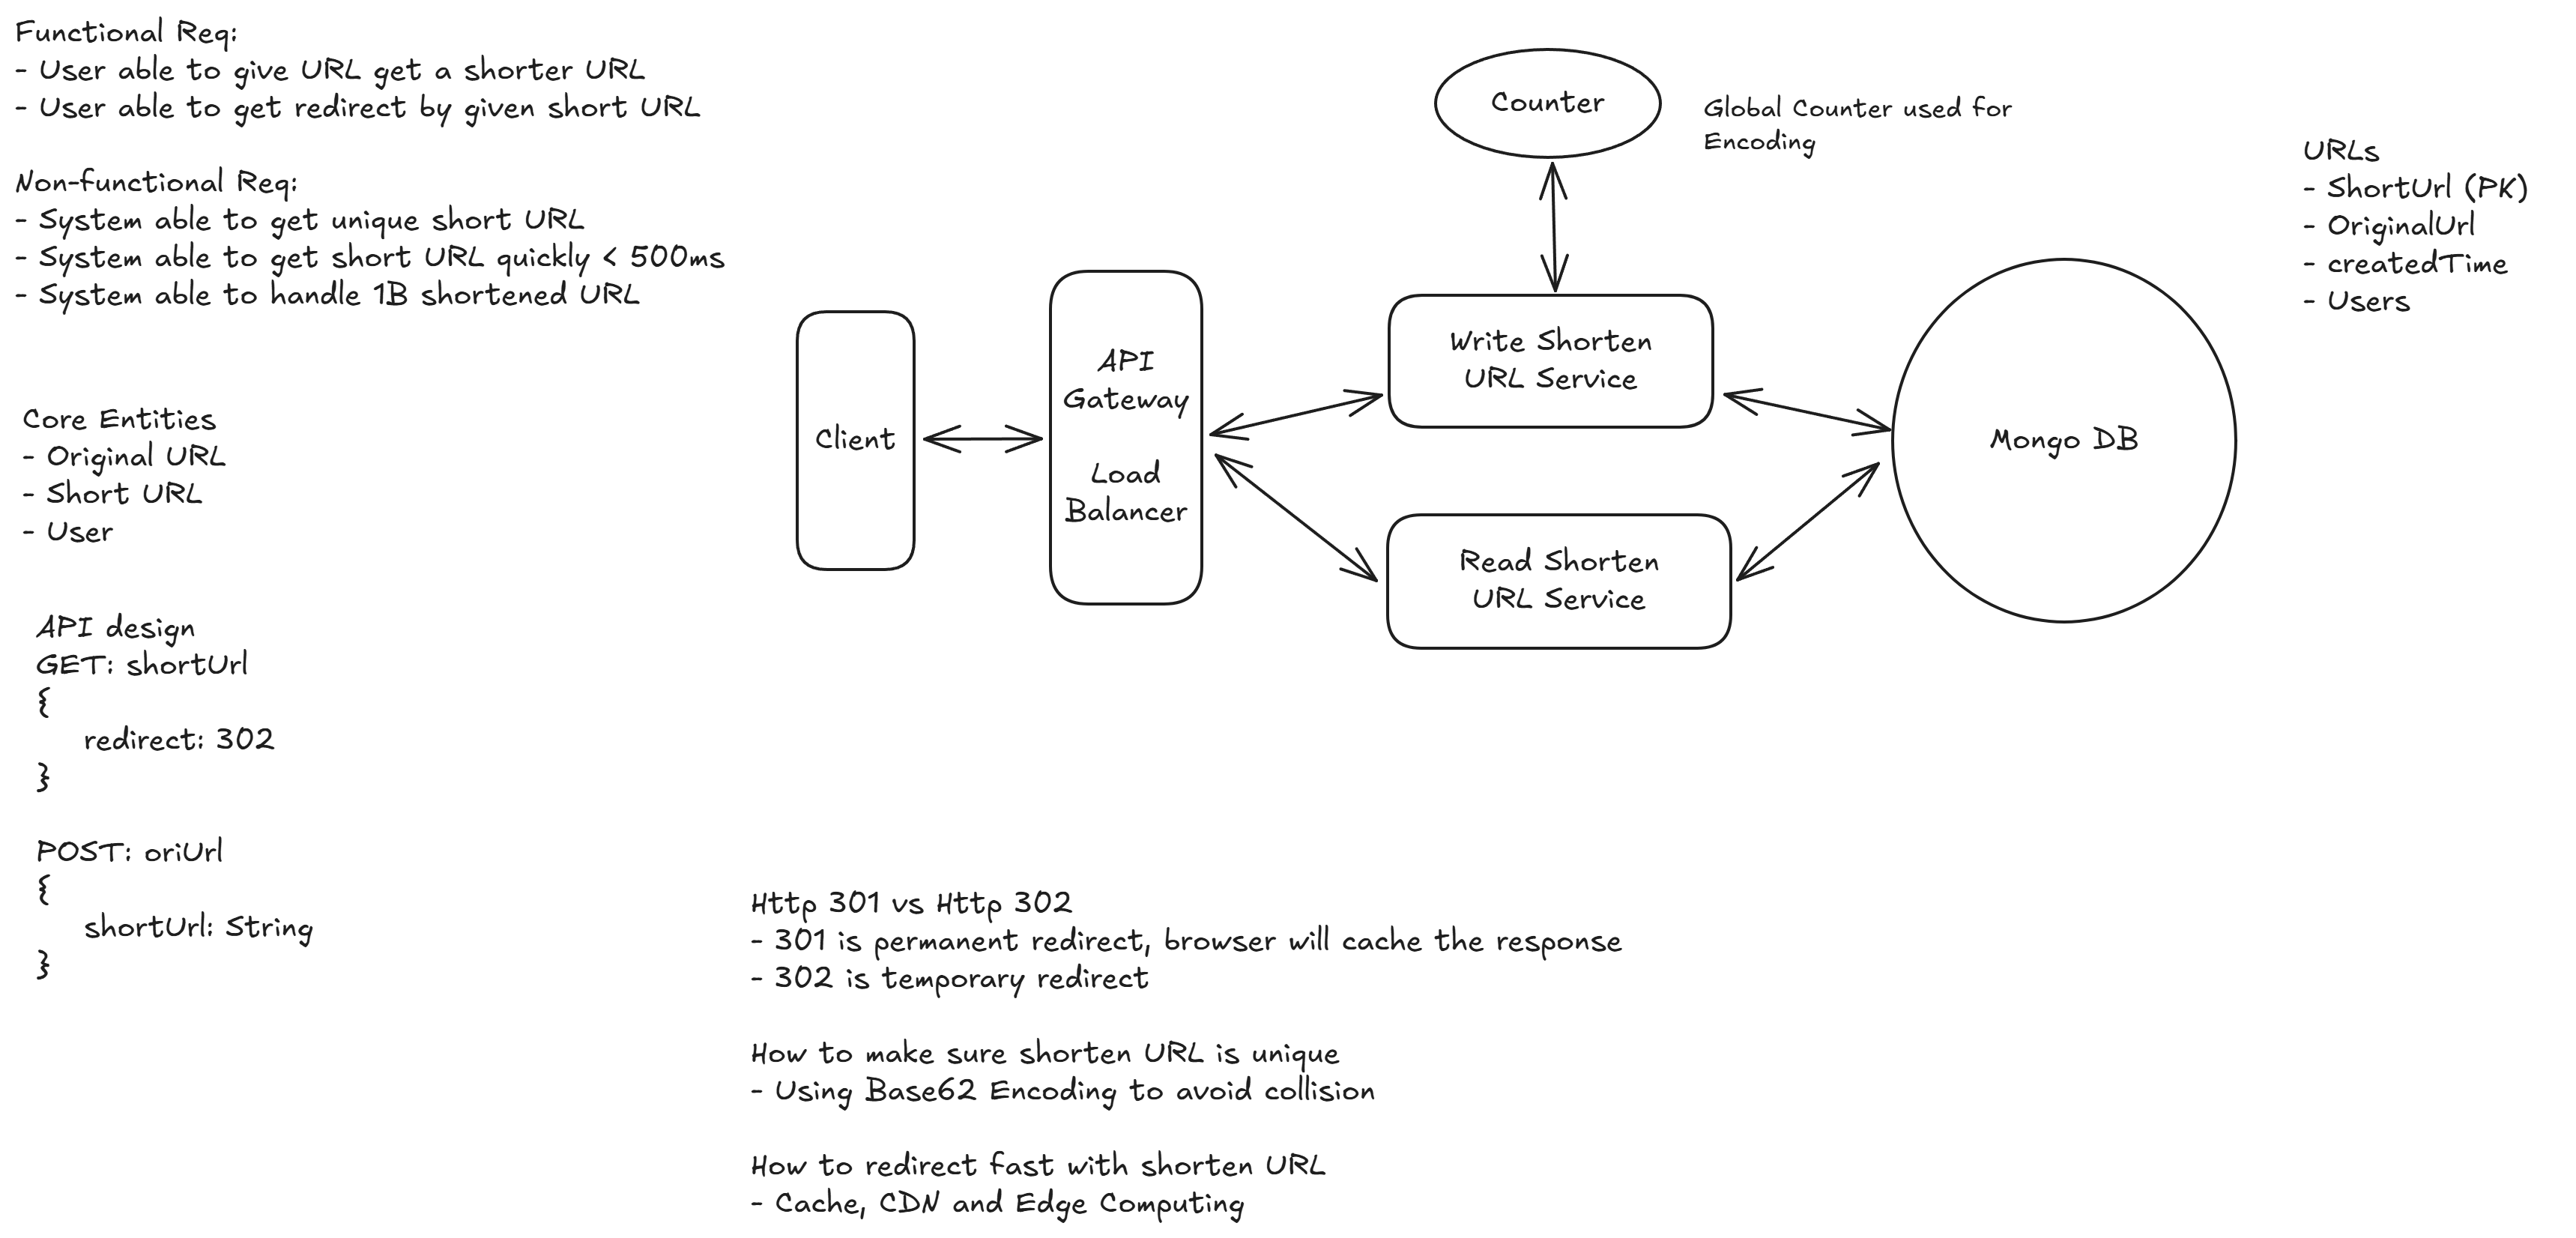 Functional Req:
- User able to give URL get a shorter URL
- User able to get redirect by given short URL
Non-functional Req:
- System able to get unique short URL
- System able to get short URL quickly < 500ms
- System able to handle 1B shortened URL
Core Entities
- Original URL
- Short URL
- User
API design
GET: shortUrl
{
redirect: 302
}
POST: oriUrl
{
shortUrl: String
}
Client
API
Gateway
Load
Balancer
Counter
Global Counter used for
Encoding
Write Shorten
URL Service
Read Shorten
URL Service
Mongo DB
URLs
- ShortUrl (PK)
- OriginalUrl
- createdTime
- Users
Http 301 vs Http 302
- 301 is permanent redirect, browser will cache the response
- 302 is temporary redirect
How to make sure shorten URL is unique
- Using Base62 Encoding to avoid collision
How to redirect fast with shorten URL
- Cache, CDN and Edge Computing